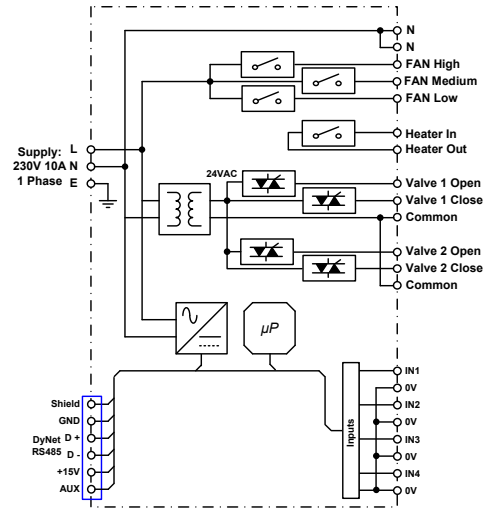 N
N
FAN High
FAN Medium
FAN Low
Heater In
Heater Out
Supply: L
230V 10A N
1 Phase E
24VAC
Valve 1 Open
Valve 1 Close
Common
Valve 2 Open
Valve 2 Close
Common
µP
Shield
GND
DyNet D +
RS485 D -
+15V
AUX
Inputs
IN1
0V
IN2
0V
IN3
0V
IN4
0V